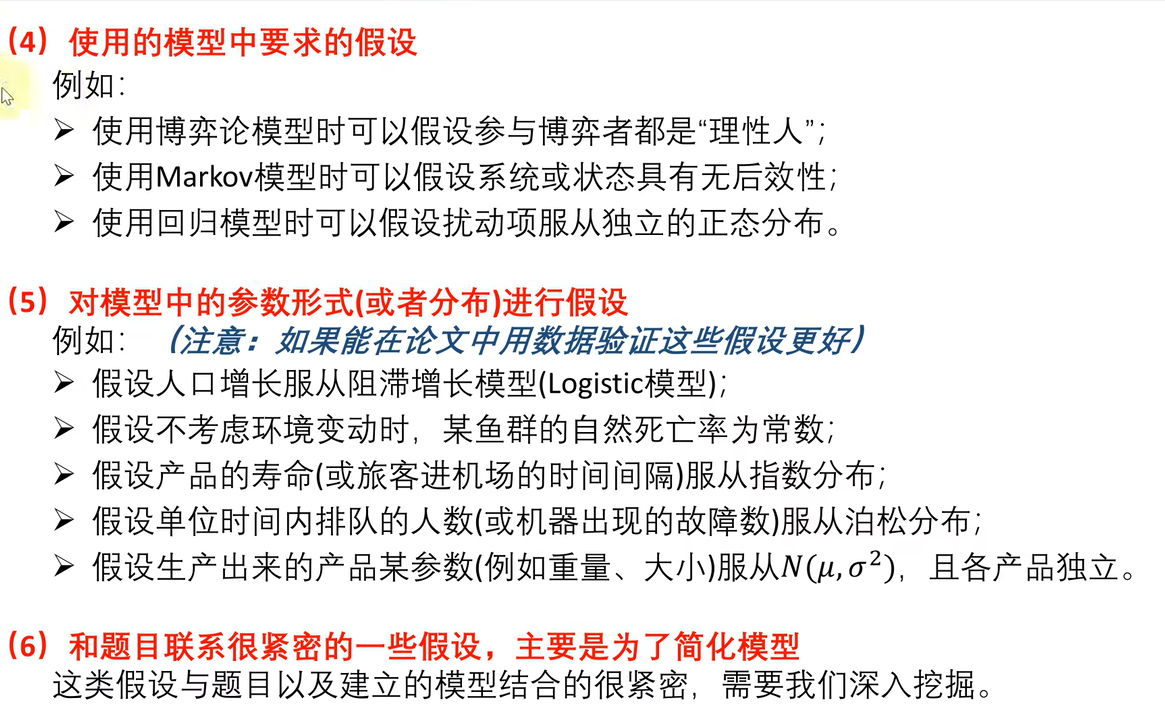 (4) 使用的模型中要求的假设
例如:
➢ 使用博弈论模型时可以假设参与博弈者都是“理性人”;
➢ 使用Markov模型时可以假设系统或状态具有无后效性;
➢ 使用回归模型时可以假设扰动项服从独立的正态分布。
(5) 对模型中的参数形式(或者分布)进行假设
例如: （注意：如果能在论文中用数据验证这些假设更好）
➢ 假设人口增长服从阻滞增长模型(Logistic模型);
➢ 假设不考虑环境变动时, 某鱼群的自然死亡率为常数;
➢ 假设产品的寿命(或旅客进机场的时间间隔)服从指数分布;
➢ 假设单位时间内排队的人数(或机器出现的故障数)服从泊松分布;
➢ 假设生产出来的产品某参数(例如重量、大小)服从N(μ,σ²), 且各产品独立。
(6) 和题目联系很紧密的一些假设，主要是为了简化模型
这类假设与题目以及建立的模型结合的很紧密, 需要我们深入挖掘。